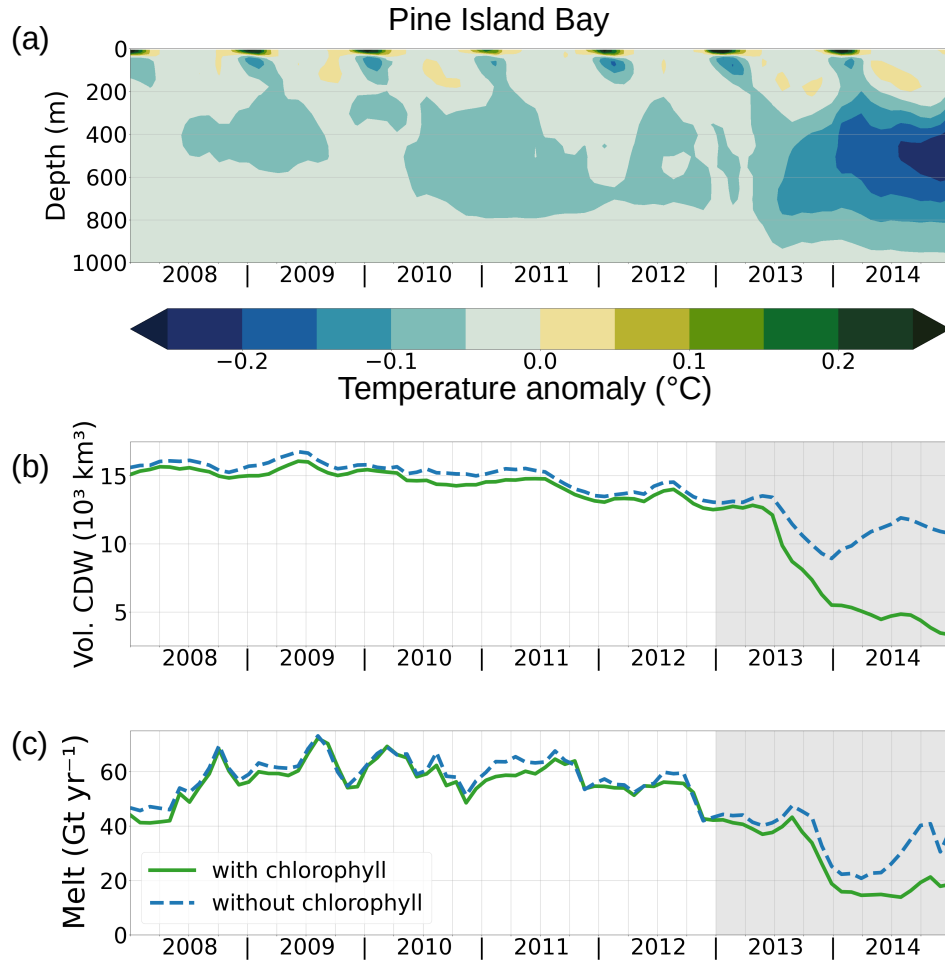 Pine Island Bay
(a)
Depth (m)
0
200
400
600
800
1000
2008 | 2009 | 2010 | 2011 | 2012 | 2013 | 2014
−0.2 −0.1 0.0 0.1 0.2
Temperature anomaly (°C)
(b)
Vol. CDW (10³ km³)
15
10
5
2008 | 2009 | 2010 | 2011 | 2012 | 2013 | 2014
(c)
Melt (Gt yr⁻¹)
60
40
20
0
with chlorophyll
without chlorophyll
2008 | 2009 | 2010 | 2011 | 2012 | 2013 | 2014